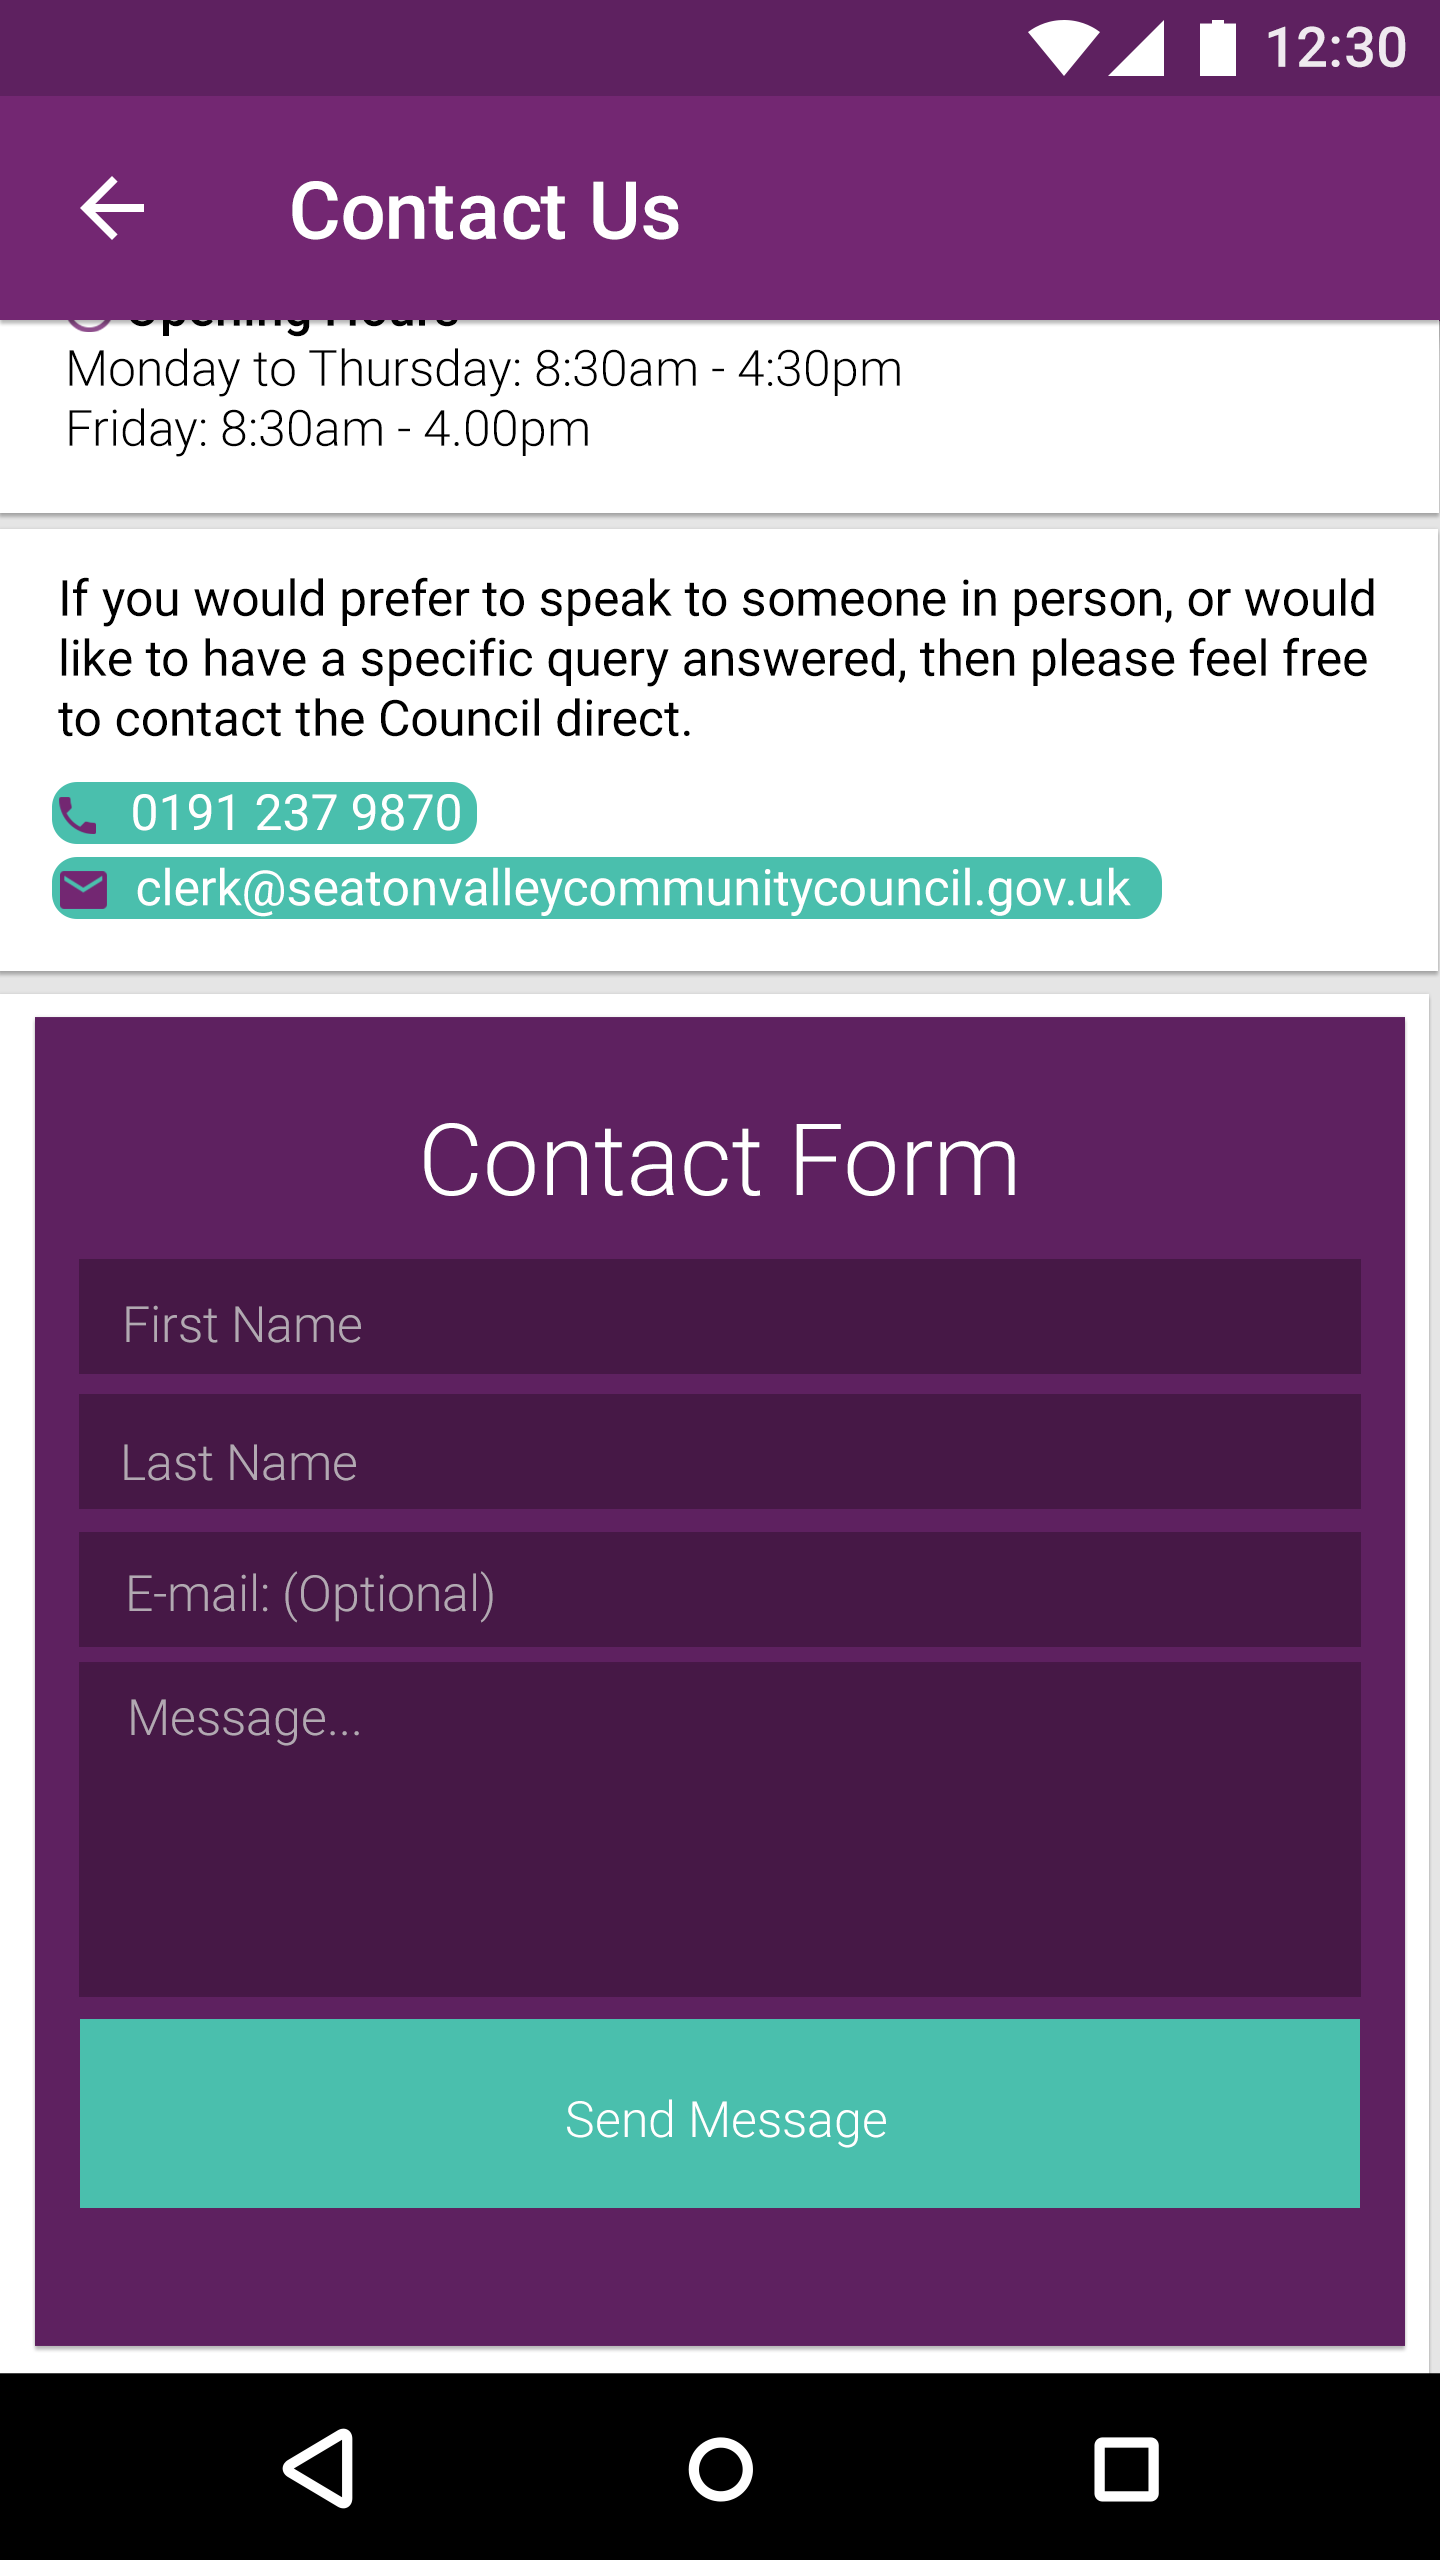 12:30
Contact Us
Opening Hours
Monday to Thursday: 8:30am - 4:30pm
Friday: 8:30am - 4.00pm
If you would prefer to speak to someone in person, or would
like to have a specific query answered, then please feel free
to contact the Council direct.
0191 237 9870
clerk@seatonvalleycommunitycouncil.gov.uk
Contact Form
First Name
Last Name
E-mail: (Optional)
Message...
Send Message